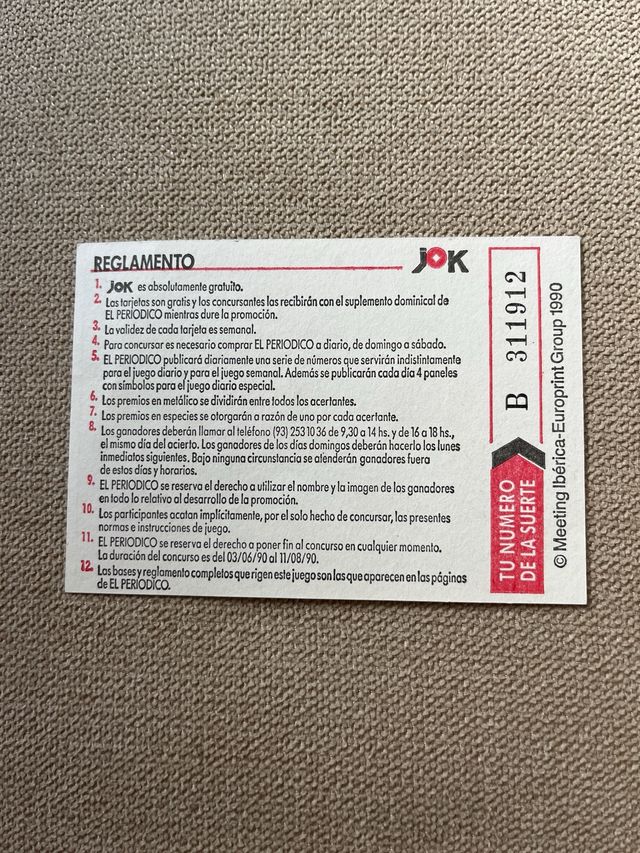 REGLAMENTO
JOK
1. JOK es absolutamente gratuito.
2. Las tarjetas son gratis y los concursantes las recibirán con el suplemento dominical de
EL PERIODICO mientras dure la promoción.
3. La validez de cada tarjeta es semanal.
4. Para concursar es necesario comprar EL PERIODICO a diario, de domingo a sábado.
5. EL PERIODICO publicará diariamente una serie de números que servirán indistintamente
para el juego diario y para el juego semanal. Además se publicarán cada día 4 paneles
con símbolos para el juego diario especial.
6. Los premios en metálico se dividirán entre todos los acertantes.
7. Los premios en especies se otorgarán a razón de uno por cada acertante.
8. Los ganadores deberán llamar al teléfono (93) 253 10 36 de 9,30 a 14 hs. y de 16 a 18 hs.,
el mismo día del acierto. Los ganadores de los días domingos deberán hacerlo los lunes
inmediatos siguientes. Bajo ninguna circunstancia se atenderán ganadores fuera
de estos días y horarios.
9. EL PERIODICO se reserva el derecho a utilizar el nombre y la imagen de los ganadores
en todo lo relativo al desarrollo de la promoción.
10. Los participantes acatan implícitamente, por el solo hecho de concursar, las presentes
normas e instrucciones de juego.
11. EL PERIODICO se reserva el derecho a poner fin al concurso en cualquier momento.
La duración del concurso es del 03/06/90 al 11/08/90.
12. Las bases y reglamento completos que rigen este juego son las que aparecen en las páginas
de EL PERIODICO.
TU NUMERO
DE LA SUERTE
B 311912
© Meeting Ibérica-Europrint Group 1990